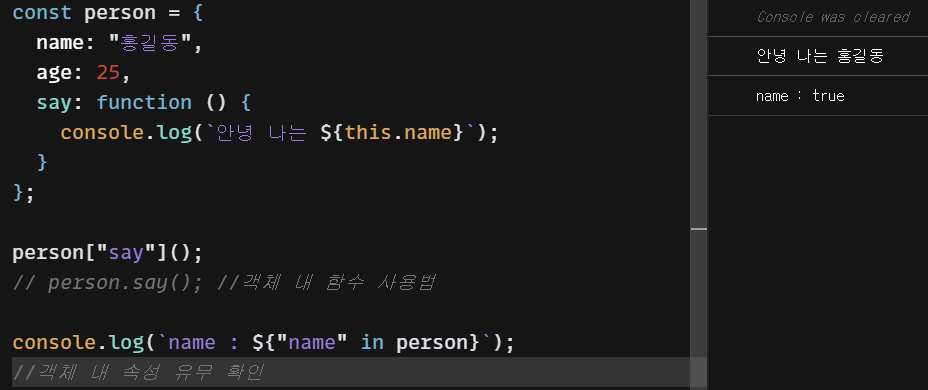 const person = {
  name: "홍길동",
  age: 25,
  say: function () {
    console.log(`안녕 나는 ${this.name}`);
  }
};
person["say"]();
// person.say(); //객체 내 함수 사용법
console.log(`name : ${"name" in person}`);
//객체 내 속성 유무 확인
Console was cleared
안녕 나는 홍길동
name : true